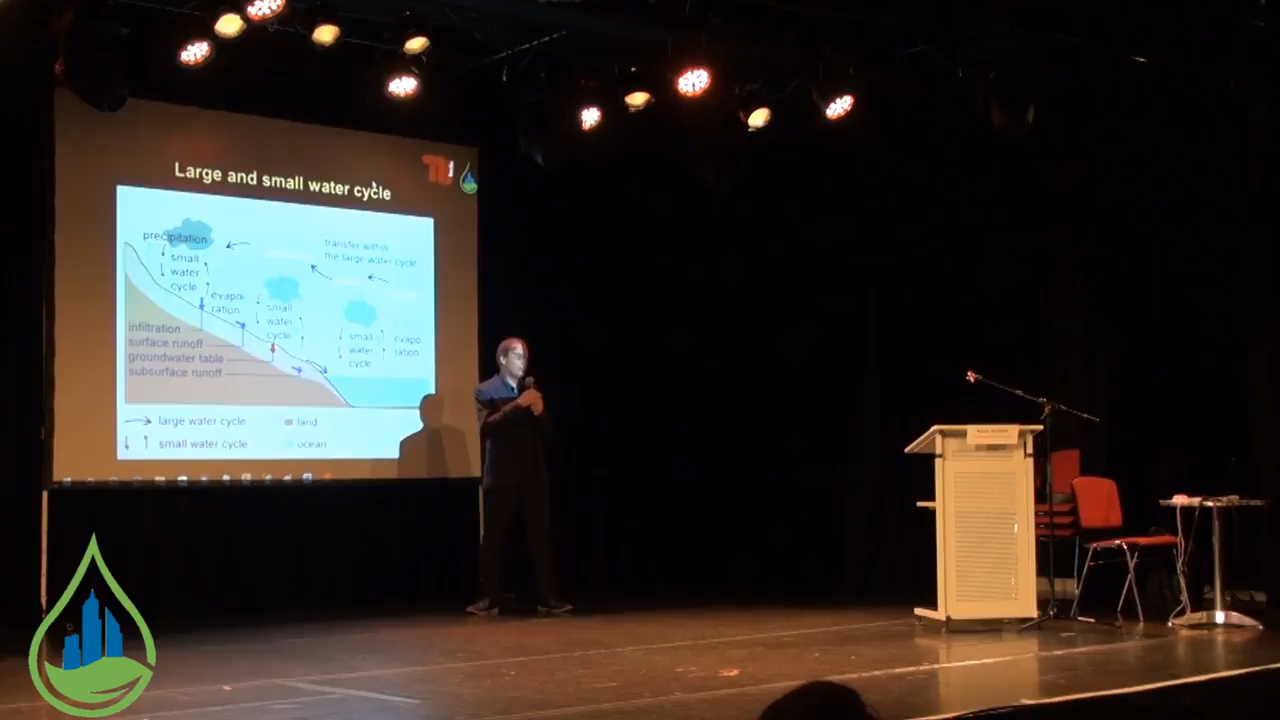 Large and small water cycle
precipitation
small
water
cycle
transfer within
the large water cycle
evapo-
ration
small
water
cycle
small
water
cycle
evapo
ration
infiltration
surface runoff
groundwater table
subsurface runoff
large water cycle
land
small water cycle
ocean